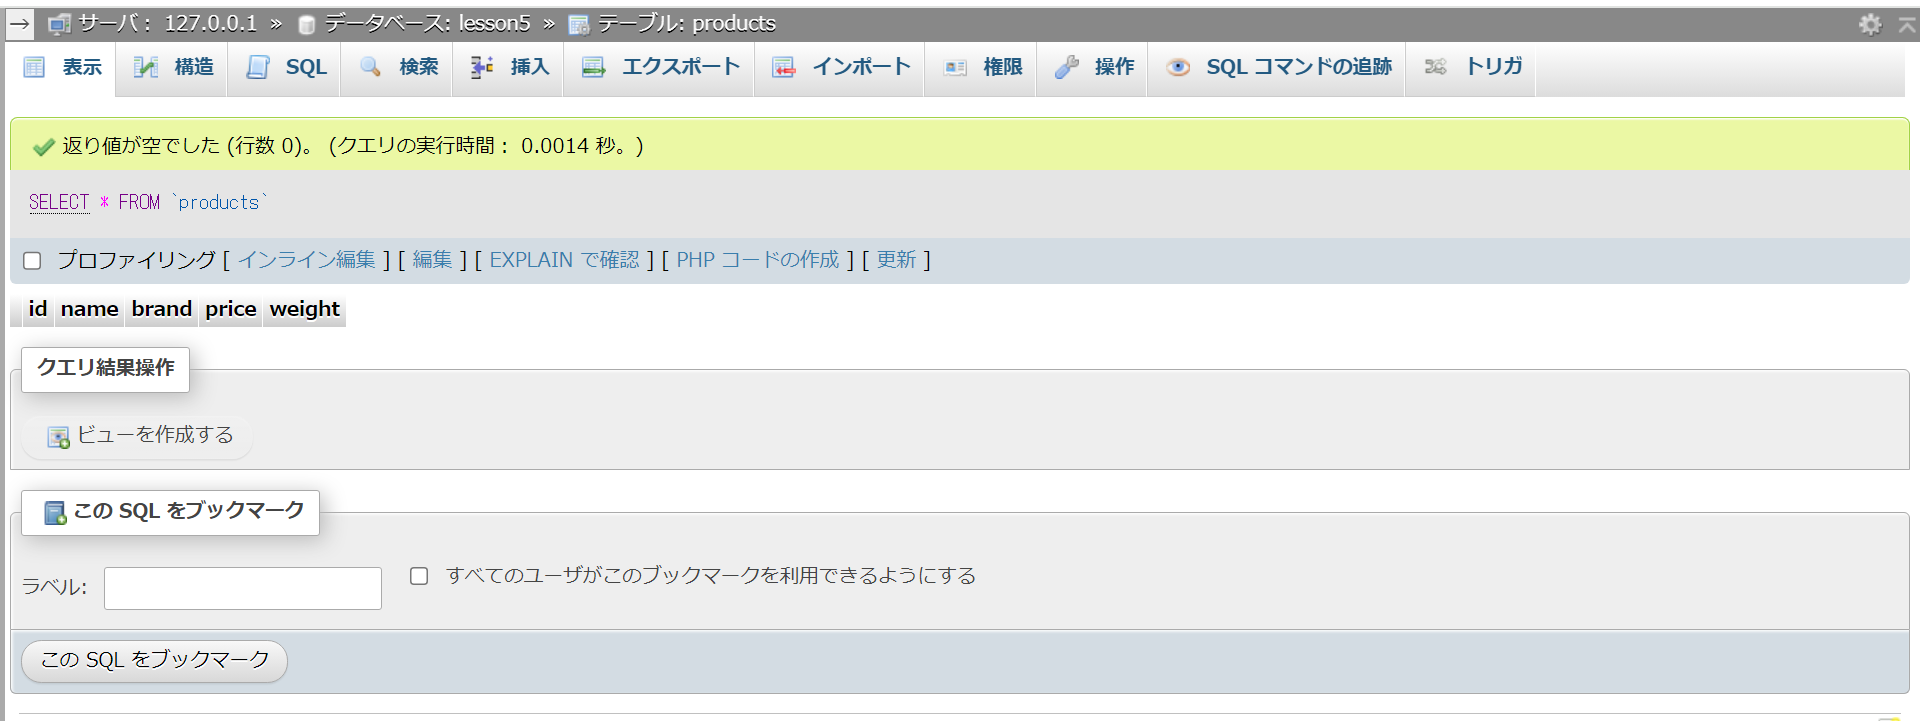 → サーバ： 127.0.0.1 » データベース: lesson5 » テーブル: products
表示 構造 SQL 検索 挿入 エクスポート インポート 権限 操作 SQL コマンドの追跡 トリガ
返り値が空でした (行数 0)。 (クエリの実行時間： 0.0014 秒。)
SELECT * FROM `products`
プロファイリング [ インライン編集 ] [ 編集 ] [ EXPLAIN で確認 ] [ PHP コードの作成 ] [ 更新 ]
id name brand price weight
クエリ結果操作
ビューを作成する
この SQL をブックマーク
ラベル: すべてのユーザがこのブックマークを利用できるようにする
この SQL をブックマーク